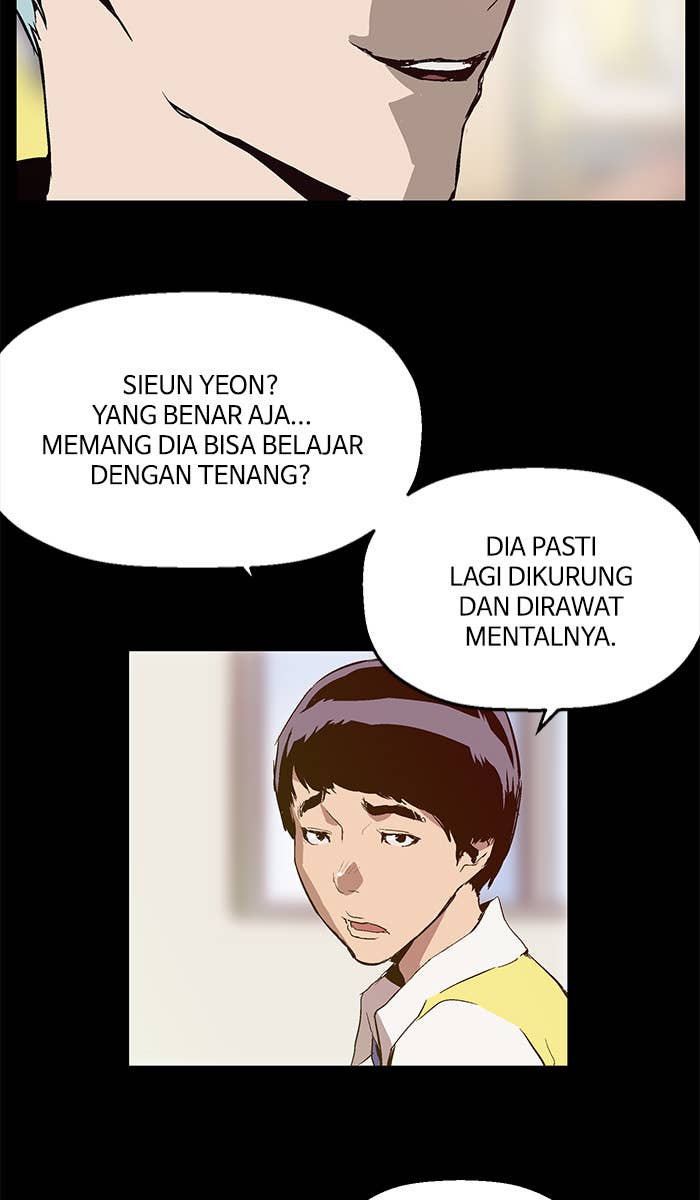 SIEUN YEON?
YANG BENAR AJA...
MEMANG DIA BISA BELAJAR
DENGAN TENANG?
DIA PASTI
LAGI DIKURUNG
DAN DIRAWAT
MENTALNYA.